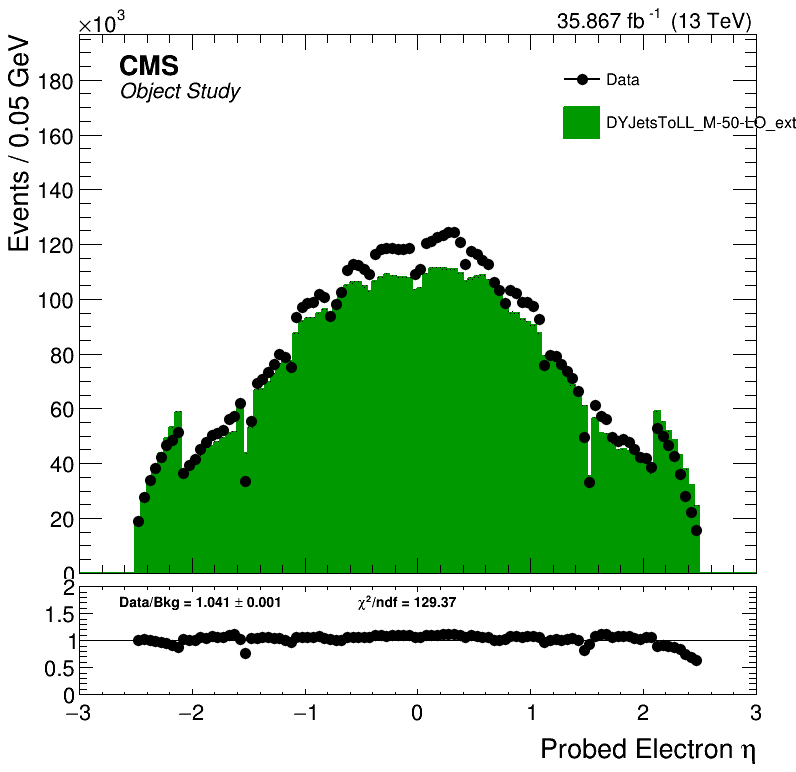 ×10³
35.867 fb⁻¹ (13 TeV)
Events / 0.05 GeV
CMS
Object Study
Data
DYJetsToLL_M-50-LO_ext
180
160
140
120
100
80
60
40
20
0
Data/Bkg = 1.041 ± 0.001
χ²/ndf = 129.37
2
1.5
1
0.5
0
−3 −2 −1 0 1 2 3
Probed Electron η